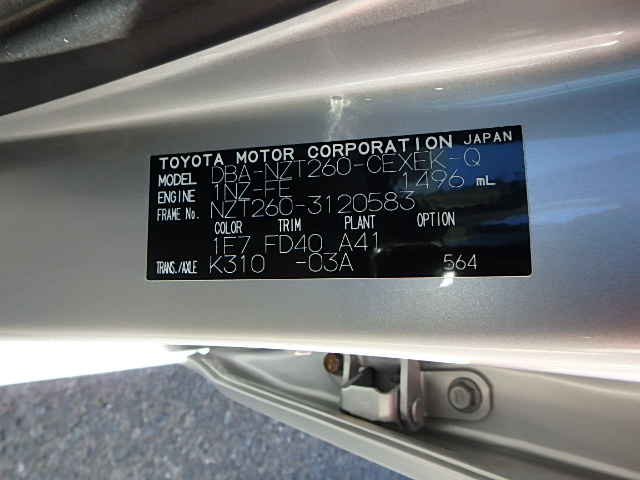 TOYOTA MOTOR CORPORATION JAPAN
MODEL DBA-NZT260-CEXEK-Q
ENGINE 1NZ-FE 1496 mL
FRAME No. NZT260-3120583
COLOR TRIM PLANT OPTION
1F7 FD40 A41
TRANS./AXLE K310 -03A 564